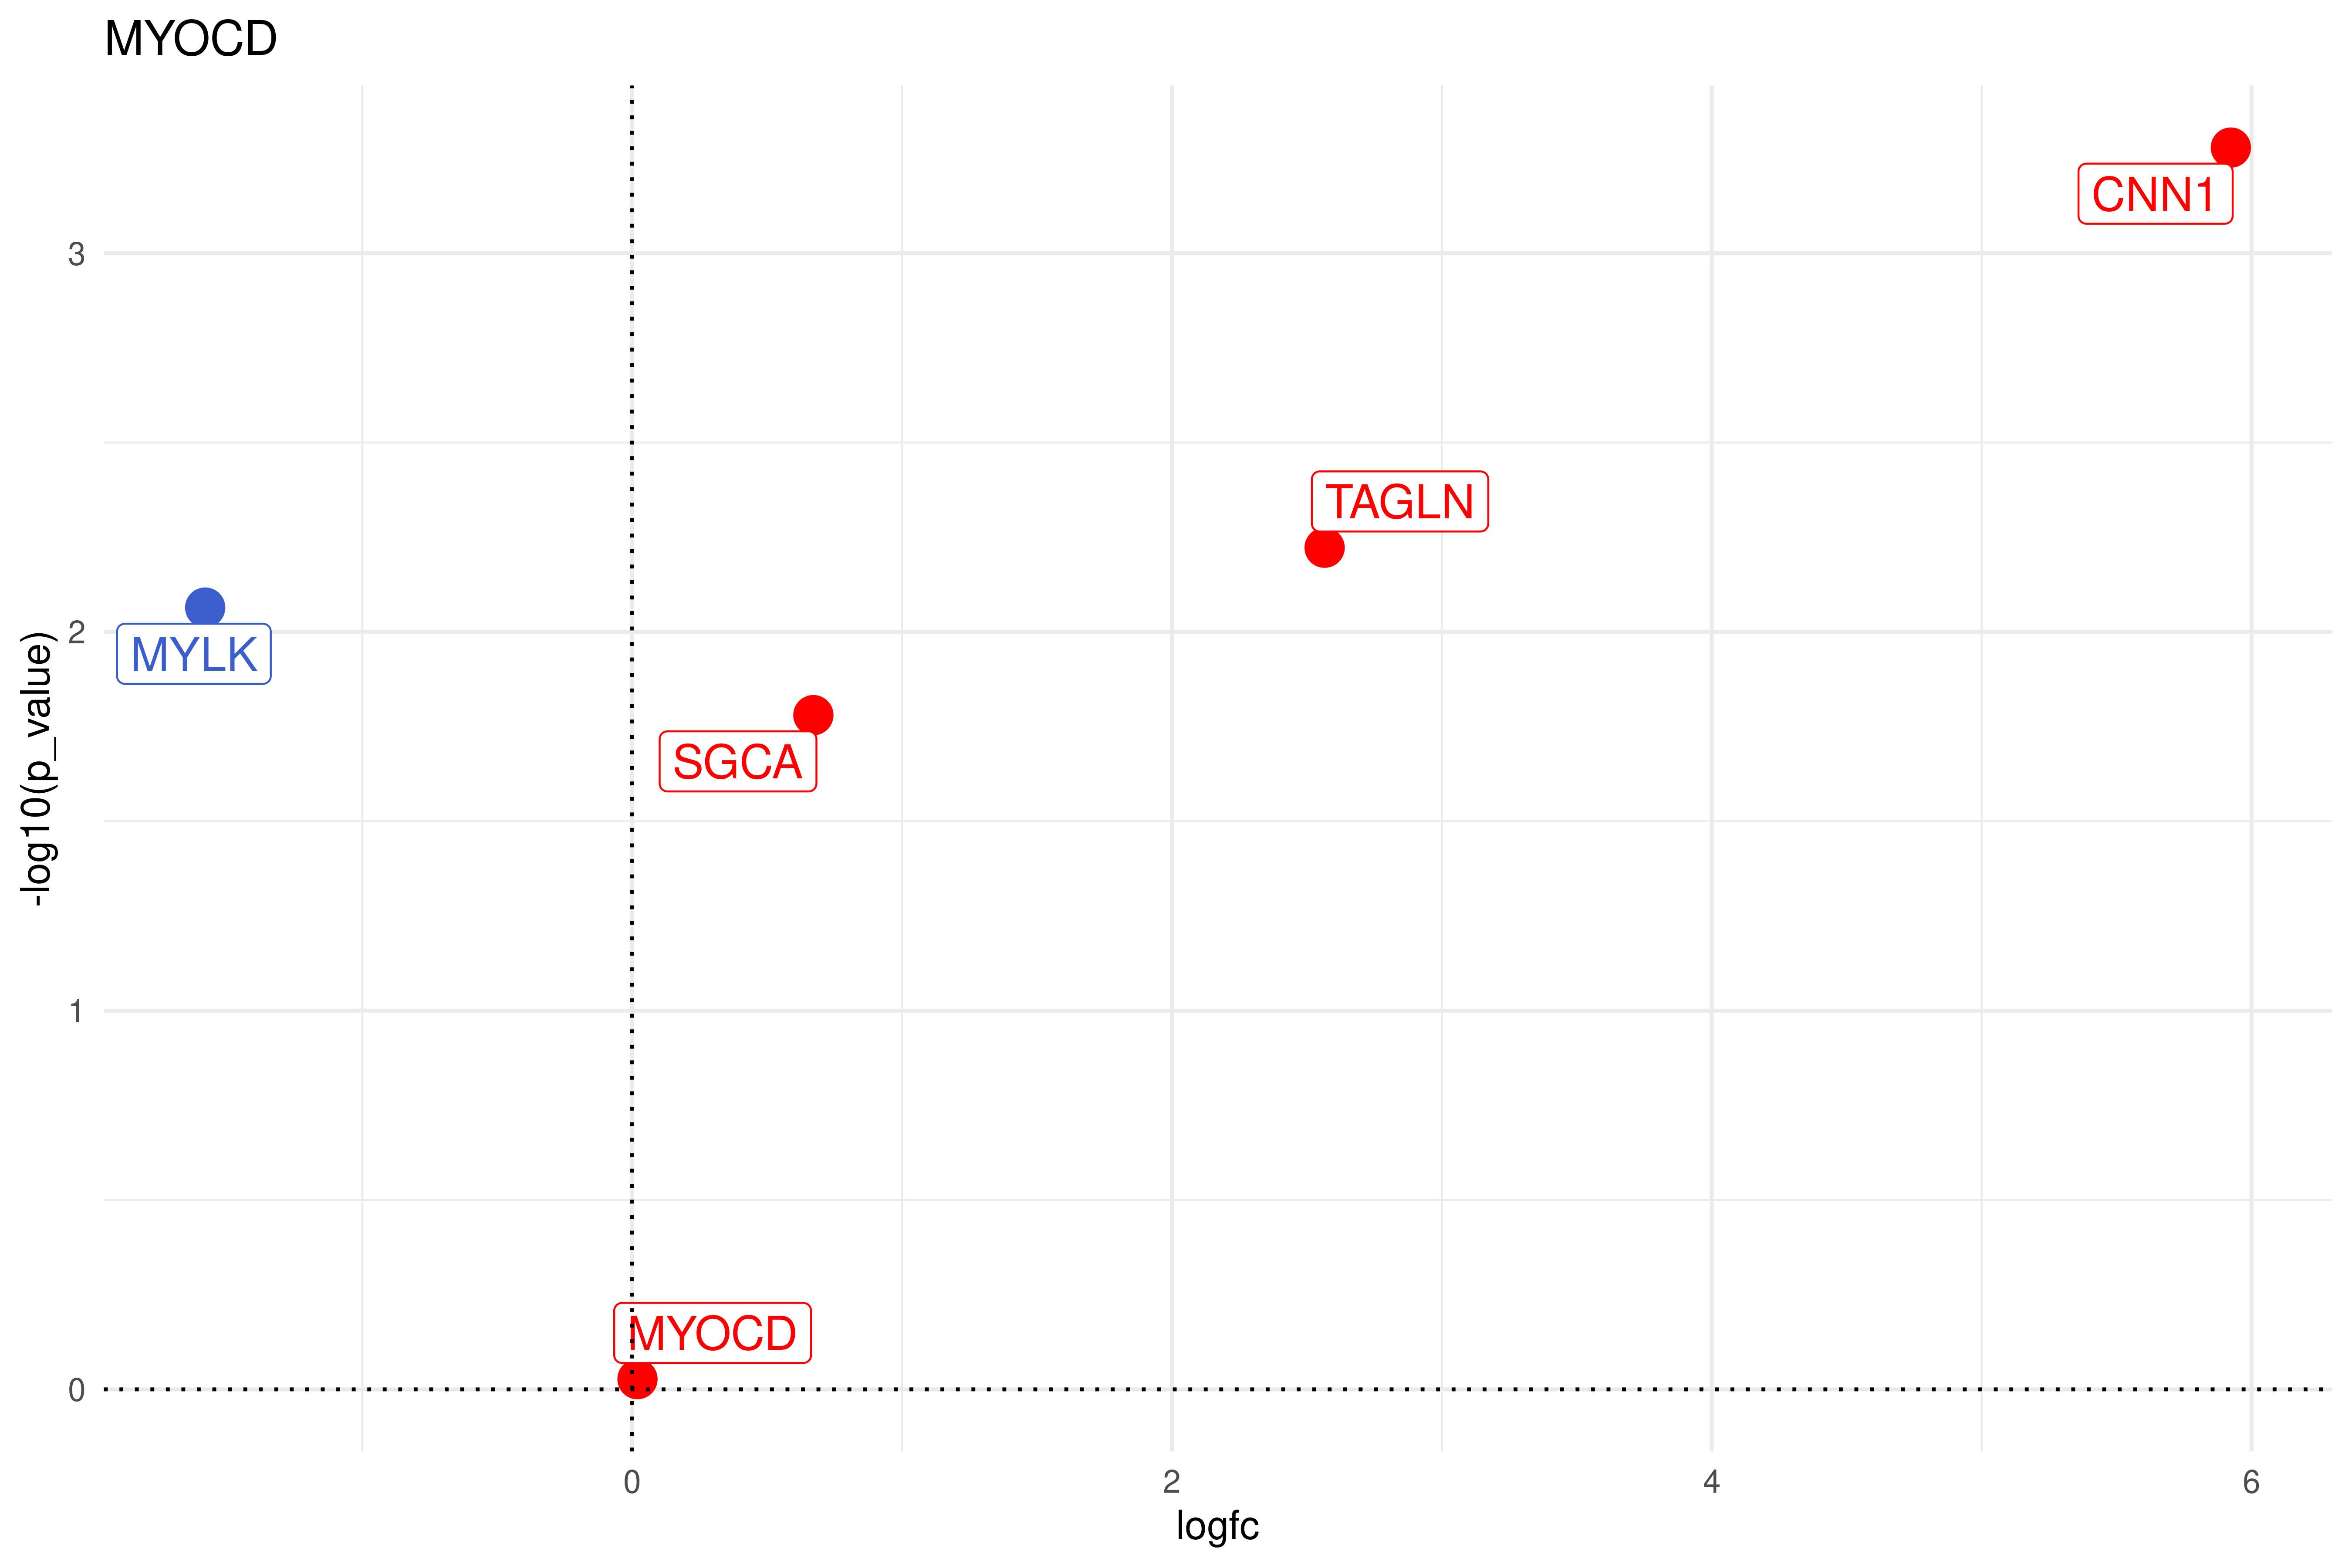 MYOCD
CNN1
3
TAGLN
2
MYLK
SGCA
-log10(p_value)
1
MYOCD
0
0 2 4 6
logfc